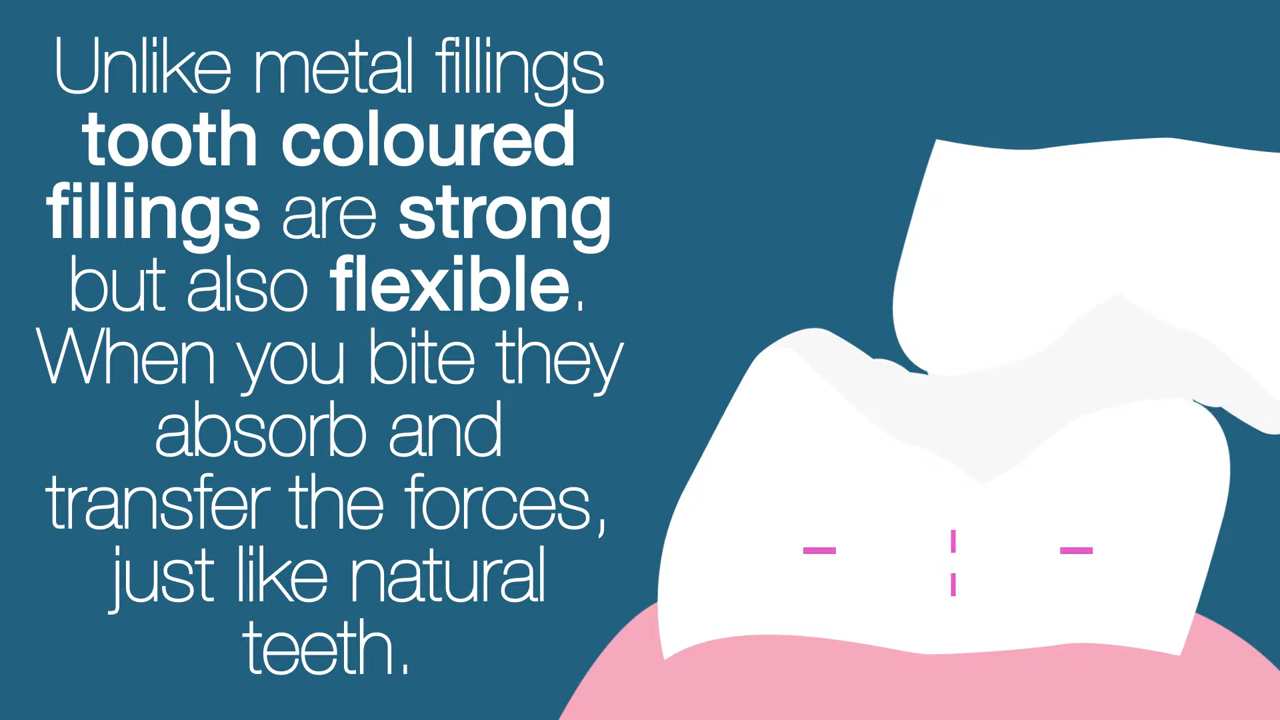 Unlike metal fillings
tooth coloured
fillings are strong
but also flexible.
When you bite they
absorb and
transfer the forces,
just like natural
teeth.